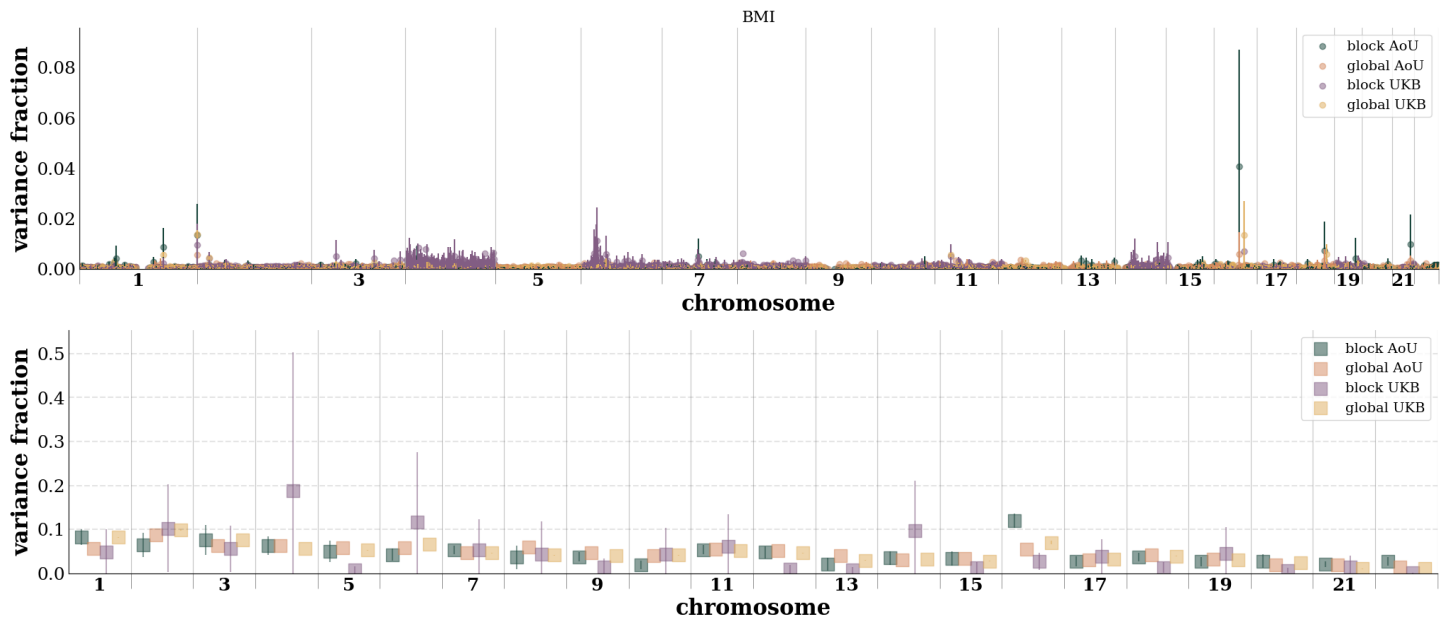 BMI
variance fraction
0.08
0.06
0.04
0.02
0.00
block AoU
global AoU
block UKB
global UKB
1 3 5 7 9 11 13 15 17 19 21
chromosome
variance fraction
0.5
0.4
0.3
0.2
0.1
0.0
block AoU
global AoU
block UKB
global UKB
1 3 5 7 9 11 13 15 17 19 21
chromosome